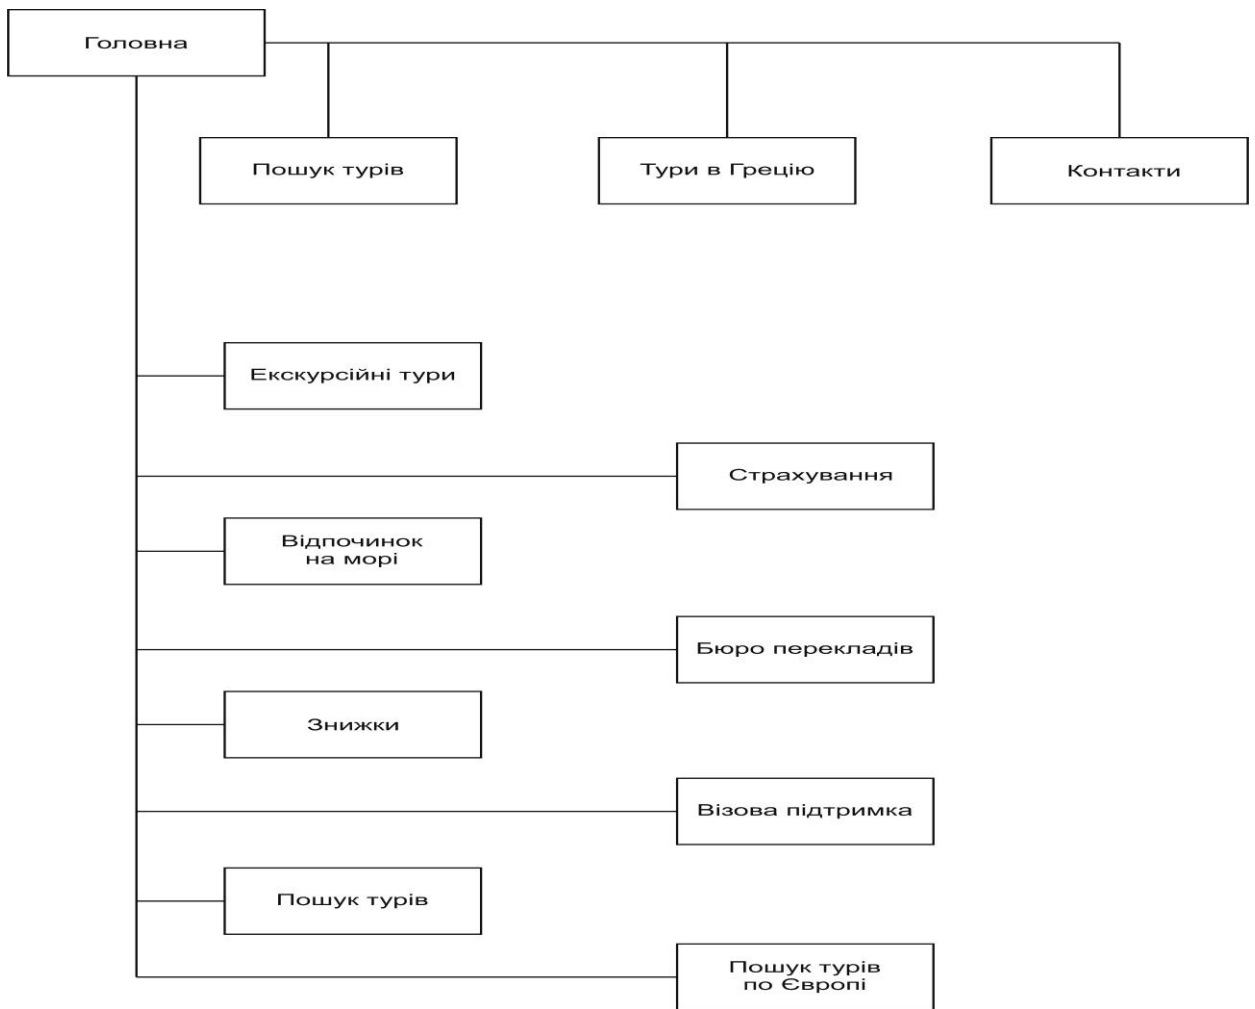 Головна
Пошук турів
Тури в Грецію
Контакти
Екскурсійні тури
Страхування
Відпочинок
на морі
Бюро перекладів
Знижки
Візова підтримка
Пошук турів
Пошук турів
по Європі